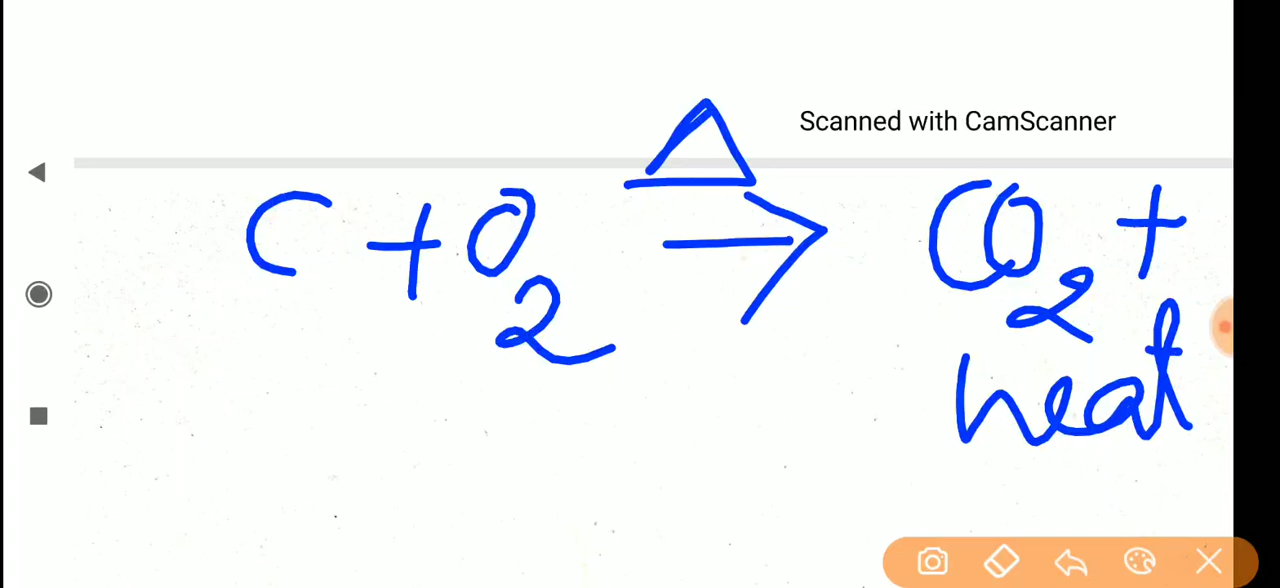 Scanned with CamScanner
Δ
C + O₂ → CO₂ +
heat